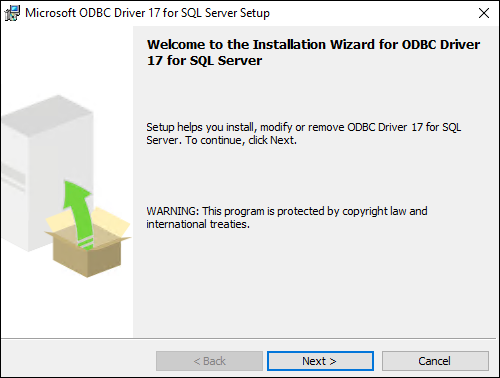 Microsoft ODBC Driver 17 for SQL Server Setup
Welcome to the Installation Wizard for ODBC Driver
17 for SQL Server
Setup helps you install, modify or remove ODBC Driver 17 for SQL
Server. To continue, click Next.
WARNING: This program is protected by copyright law and
international treaties.
< Back
Next >
Cancel